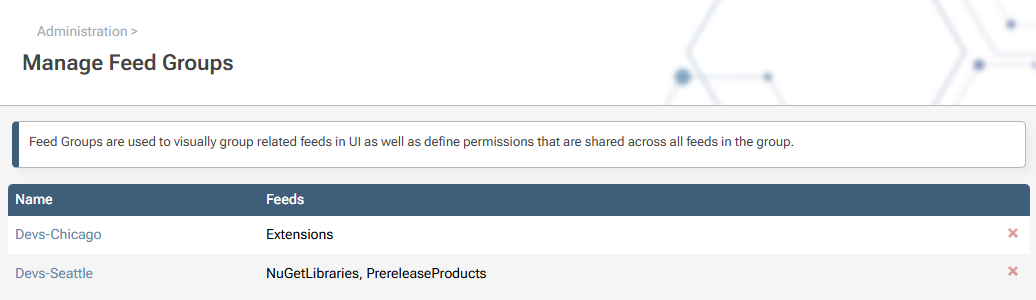 Administration >
Manage Feed Groups
Feed Groups are used to visually group related feeds in UI as well as define permissions that are shared across all feeds in the group.
Name Feeds
Devs-Chicago Extensions ×
Devs-Seattle NuGetLibraries, PrereleaseProducts ×